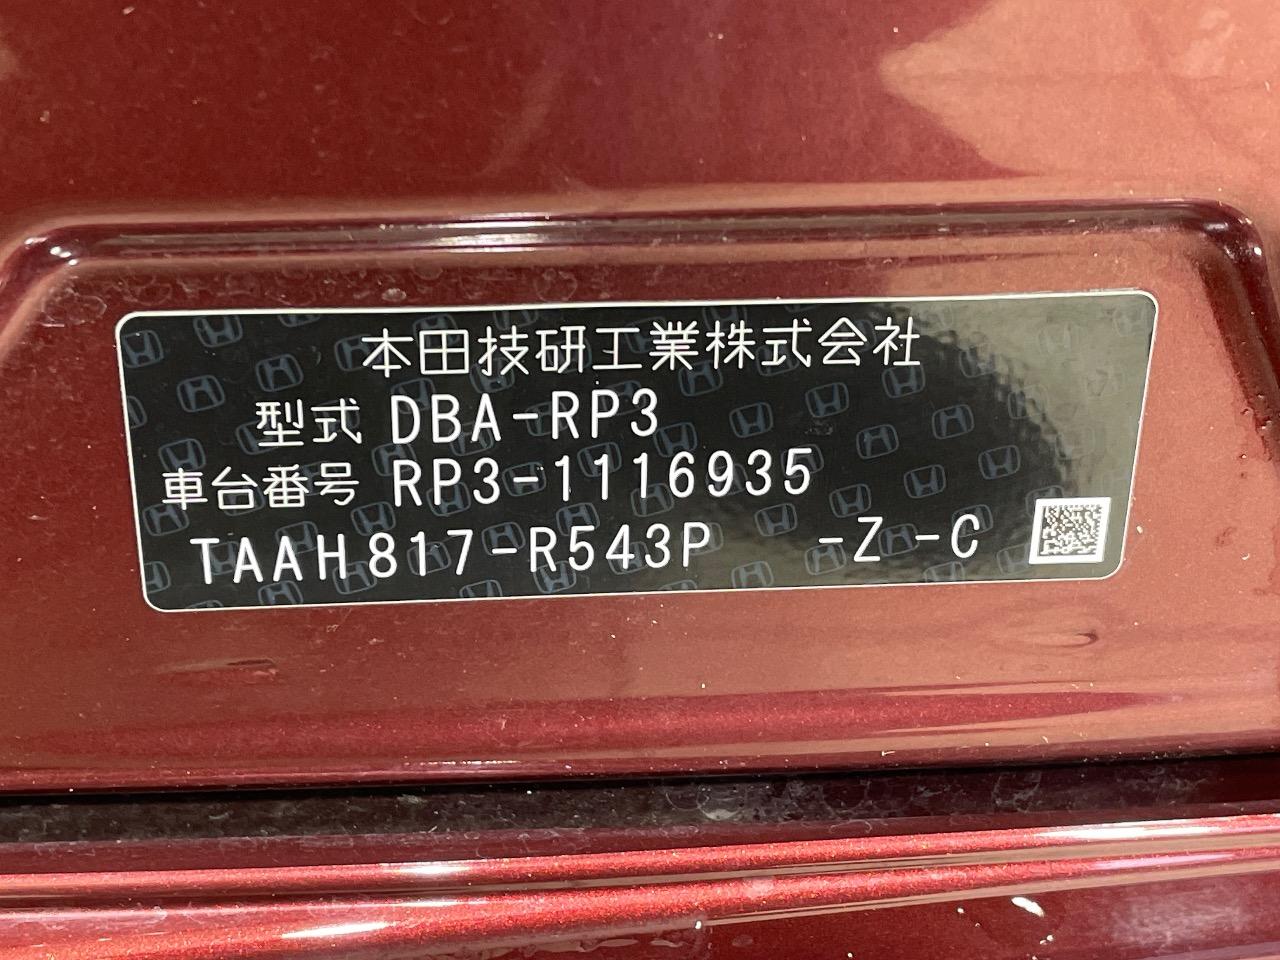 本田技研工業株式会社
型式 DBA-RP3
車台番号 RP3-1116935
TAAH817-R543P -Z -C